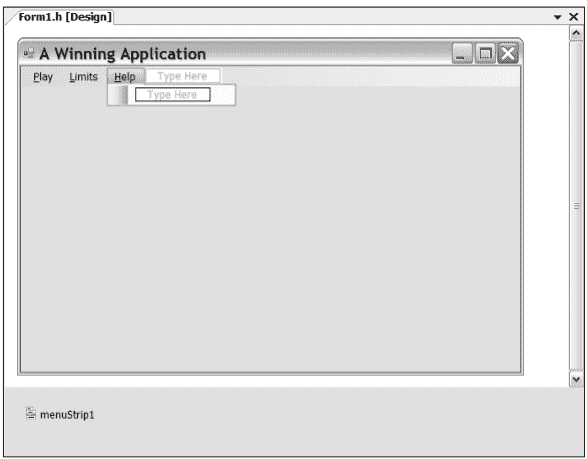 Form1.h [Design]
A Winning Application
Play Limits Help Type Here
Type Here
menuStrip1